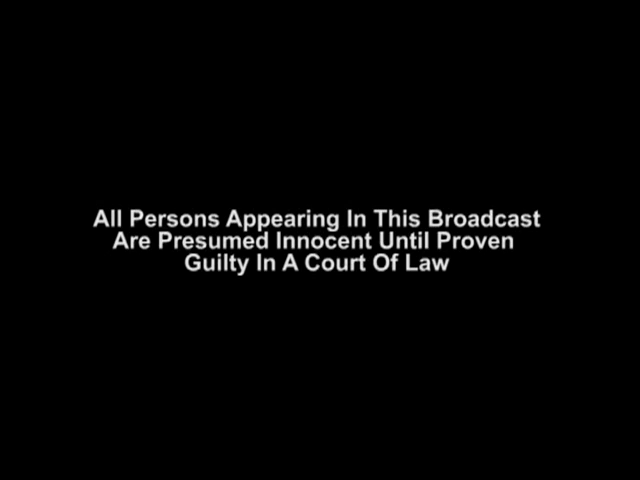 All Persons Appearing In This Broadcast
Are Presumed Innocent Until Proven
Guilty In A Court Of Law